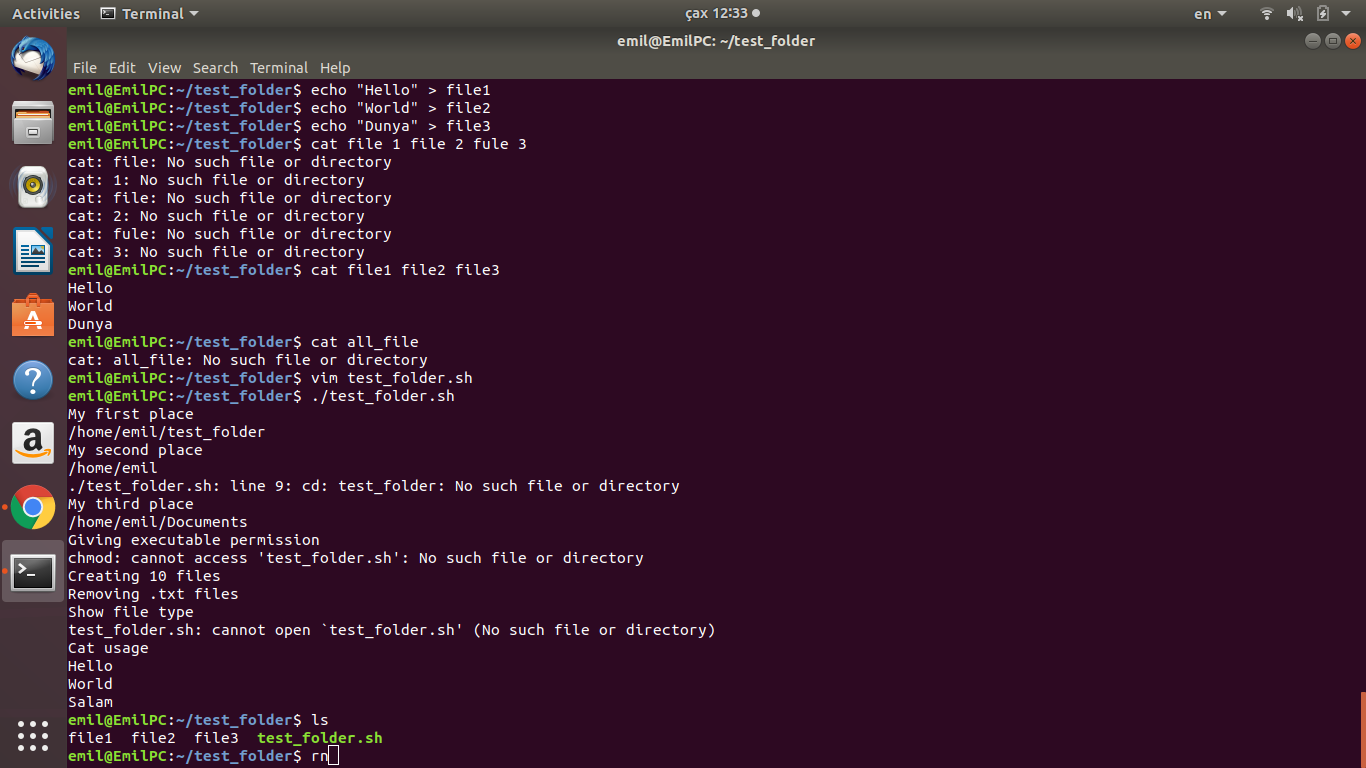 Activities Terminal çax 12:33 en
emil@EmilPC: ~/test_folder
File Edit View Search Terminal Help
emil@EmilPC:~/test_folder$ echo "Hello" > file1
emil@EmilPC:~/test_folder$ echo "World" > file2
emil@EmilPC:~/test_folder$ echo "Dunya" > file3
emil@EmilPC:~/test_folder$ cat file 1 file 2 fule 3
cat: file: No such file or directory
cat: 1: No such file or directory
cat: file: No such file or directory
cat: 2: No such file or directory
cat: fule: No such file or directory
cat: 3: No such file or directory
emil@EmilPC:~/test_folder$ cat file1 file2 file3
Hello
World
Dunya
emil@EmilPC:~/test_folder$ cat all_file
cat: all_file: No such file or directory
emil@EmilPC:~/test_folder$ vim test_folder.sh
emil@EmilPC:~/test_folder$ ./test_folder.sh
My first place
/home/emil/test_folder
My second place
/home/emil
./test_folder.sh: line 9: cd: test_folder: No such file or directory
My third place
/home/emil/Documents
Giving executable permission
chmod: cannot access 'test_folder.sh': No such file or directory
Creating 10 files
Removing .txt files
Show file type
test_folder.sh: cannot open `test_folder.sh' (No such file or directory)
Cat usage
Hello
World
Salam
emil@EmilPC:~/test_folder$ ls
file1 file2 file3 test_folder.sh
emil@EmilPC:~/test_folder$ rn